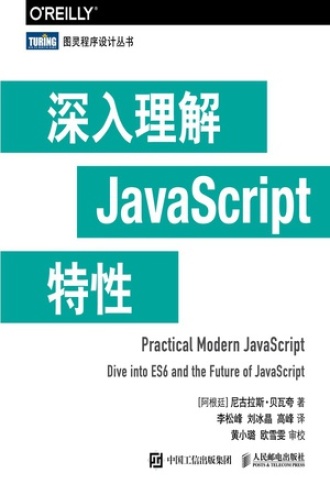 O'REILLY®
TURING 图灵程序设计丛书
深入理解
JavaScript
特性
Practical Modern JavaScript
Dive into ES6 and the Future of JavaScript
[阿根廷] 尼古拉斯·贝瓦夸 著
李松峰 刘冰晶 高峰 译
黄小璐 欧雪雯 审校
中国工信出版集团 人民邮电出版社
POSTS & TELECOM PRESS